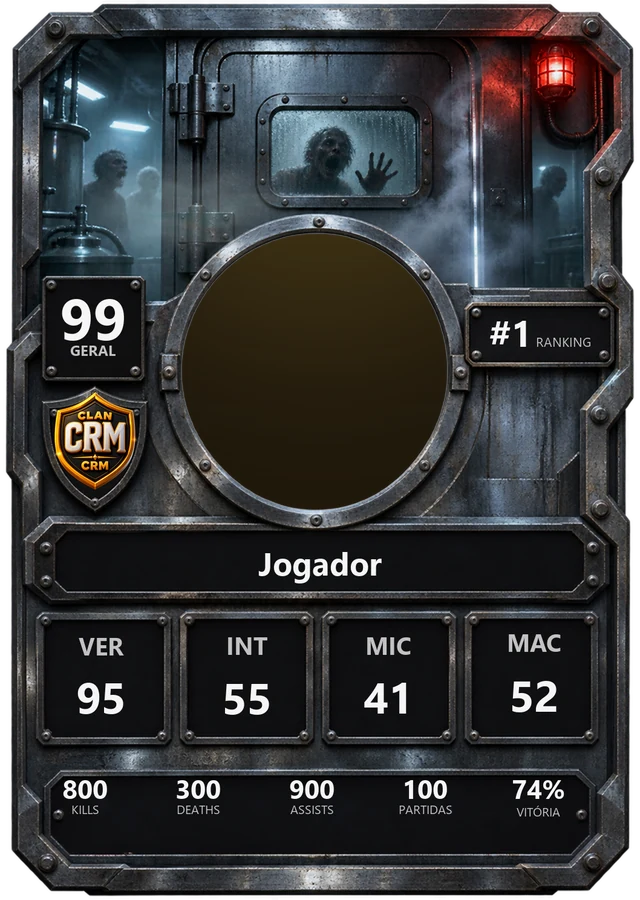 99
GERAL
#1 RANKING
CLAN
CRM
CRM
Jogador
VER INT MIC MAC
95 55 41 52
800 300 900 100 74%
KILLS DEATHS ASSISTS PARTIDAS VITÓRIA